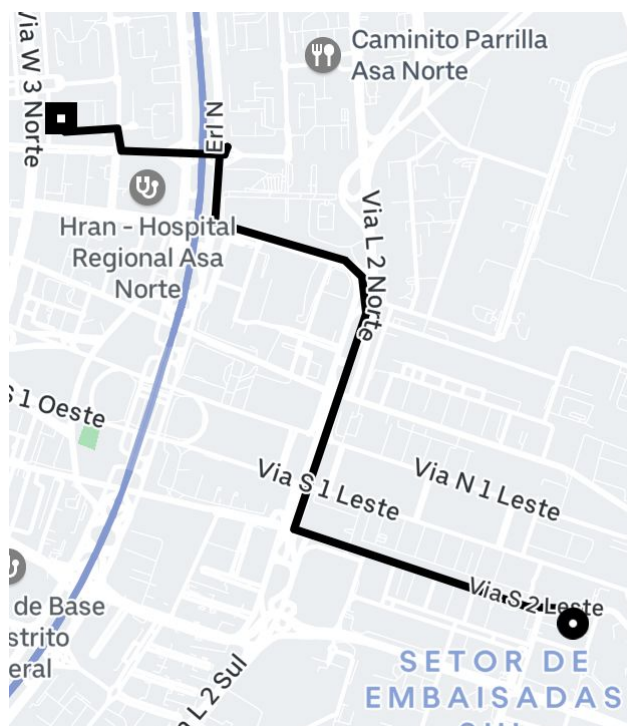 Via W 3 Norte
Caminito Parrilla
Asa Norte
Erl N
Hran - Hospital
Regional Asa
Norte
Via L 2 Norte
S 1 Oeste
Via S 1 Leste
Via N 1 Leste
Via S 2 Leste
de Base
strito
eral
L 2 Sul
SETOR DE
EMBAIXADAS